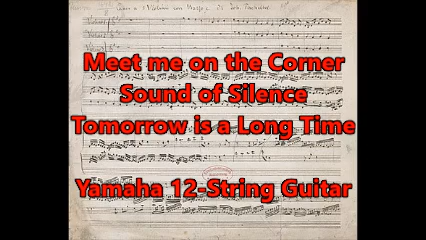 Meet me on the Corner
Sound of Silence
Tomorrow is a Long Time
Yamaha 12-String Guitar